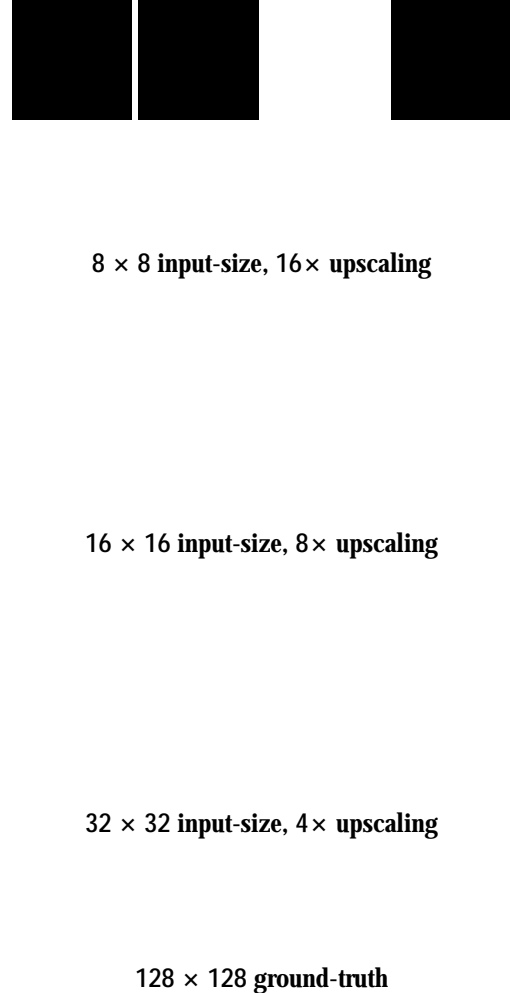 8 × 8 input-size, 16× upscaling
16 × 16 input-size, 8× upscaling
32 × 32 input-size, 4× upscaling
128 × 128 ground-truth